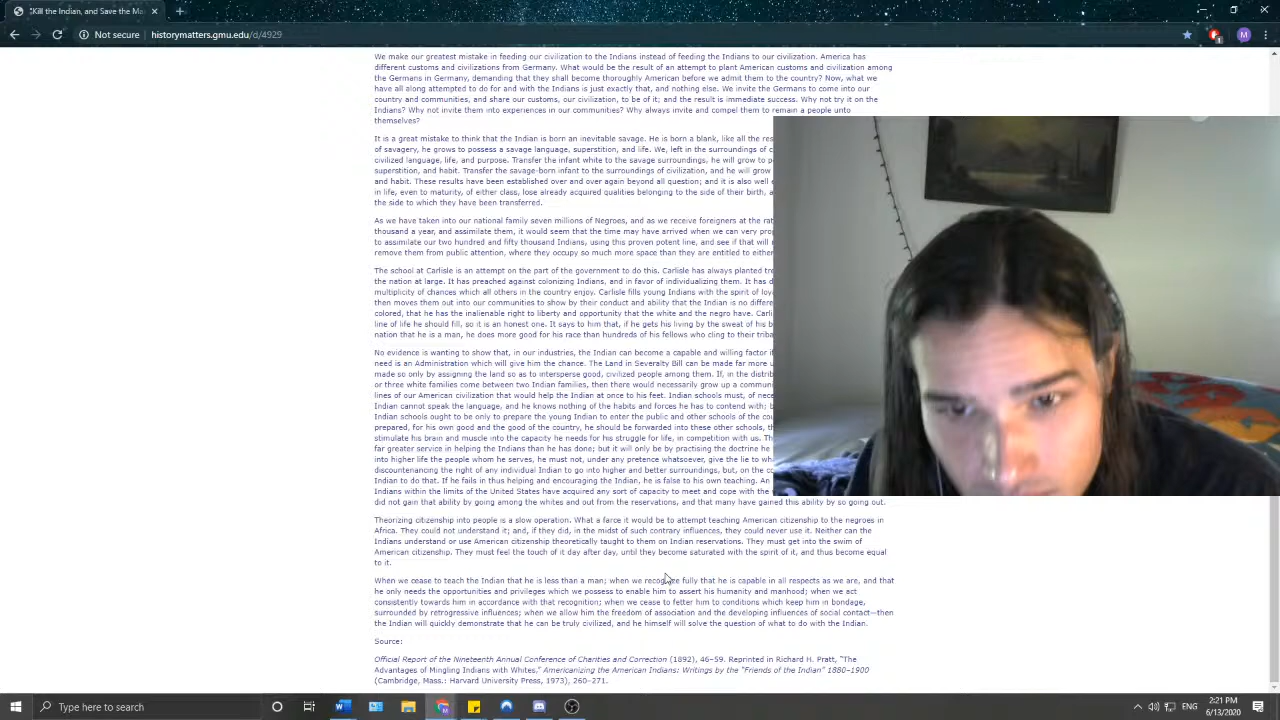 "Kill the Indian, and Save the Ma
Not secure | historymatters.gmu.edu/d/4929
M
We make our greatest mistake in feeding our civilization to the Indians instead of feeding the Indians to our civilization. America has
different customs and civilizations from Germany. What would be the result of an attempt to plant American customs and civilization among
the Germans in Germany, demanding that they shall become thoroughly American before we admit them to the country? Now, what we
have all along attempted to do for and with the Indians is just exactly that, and nothing else. We invite the Germans to come into our
country and communities, and share our customs, our civilization, to be of it; and the result is immediate success. Why not try it on the
Indians? Why not invite them into experiences in our communities? Why always invite and compel them to remain a people unto
themselves?
It is a great mistake to think that the Indian is born an inevitable savage. He is born a blank, like all the res
of savagery, he grows to possess a savage language, superstition, and life. We, left in the surroundings of c
civilized language, life, and purpose. Transfer the infant white to the savage surroundings, he will grow to p
superstition, and habit. Transfer the savage-born infant to the surroundings of civilization, and he will grow
and habit. These results have been established over and over again beyond all question; and it is also well e
in life, even to maturity, of either class, lose already acquired qualities belonging to the side of their birth, a
the side to which they have been transferred.
As we have taken into our national family seven millions of Negroes, and as we receive foreigners at the rat
thousand a year, and assimilate them, it would seem that the time may have arrived when we can very prop
to assimilate our two hundred and fifty thousand Indians, using this proven potent line, and see if that will
remove them from public attention, where they occupy so much more space than they are entitled to either
The school at Carlisle is an attempt on the part of the government to do this. Carlisle has always planted tre
the nation at large. It has preached against colonizing Indians, and in favor of individualizing them. It has d
multiplicity of chances which all others in the country enjoy. Carlisle fills young Indians with the spirit of loy
then moves them out into our communities to show by their conduct and ability that the Indian is no differe
colored, that he has the inalienable right to liberty and opportunity that the white and the negro have. Carli
line of life he should fill, so it is an honest one. It says to him that, if he gets his living by the sweat of his b
nation that he is a man, he does more good for his race than hundreds of his fellows who cling to their triba
No evidence is wanting to show that, in our industries, the Indian can become a capable and willing factor if
need is an Administration which will give him the chance. The Land in Severalty Bill can be made far more u
made so only by assigning the land so as to intersperse good, civilized people among them. If, in the distrib
or three white families come between two Indian families, then there would necessarily grow up a communi
lines of our American civilization that would help the Indian at once to his feet. Indian schools must, of nece
Indian cannot speak the language, and he knows nothing of the habits and forces he has to contend with; b
Indian schools ought to be only to prepare the young Indian to enter the public and other schools of the cou
prepared, for his own good and the good of the country, he should be forwarded into these other schools, th
stimulate his brain and muscle into the capacity he needs for his struggle for life, in competition with us. Th
far greater service in helping the Indians than he has done; but it will only be by practising the doctrine he
into higher life the people whom he serves, he must not, under any pretence whatsoever, give the lie to wh
discountenancing the right of any individual Indian to go into higher and better surroundings, but, on the co
Indian to do that. If he fails in thus helping and encouraging the Indian, he is false to his own teaching. An
Indians within the limits of the United States have acquired any sort of capacity to meet and cope with the
did not gain that ability by going among the whites and out from the reservations, and that many have gained this ability by so going out.
Theorizing citizenship into people is a slow operation. What a farce it would be to attempt teaching American citizenship to the negroes in
Africa. They could not understand it; and, if they did, in the midst of such contrary influences, they could never use it. Neither can the
Indians understand or use American citizenship theoretically taught to them on Indian reservations. They must get into the swim of
American citizenship. They must feel the touch of it day after day, until they become saturated with the spirit of it, and thus become equal
to it.
When we cease to teach the Indian that he is less than a man; when we recognize fully that he is capable in all respects as we are, and that
he only needs the opportunities and privileges which we possess to enable him to assert his humanity and manhood; when we act
consistently towards him in accordance with that recognition; when we cease to fetter him to conditions which keep him in bondage,
surrounded by retrogressive influences; when we allow him the freedom of association and the developing influences of social contact—then
the Indian will quickly demonstrate that he can be truly civilized, and he himself will solve the question of what to do with the Indian.
Source:
Official Report of the Nineteenth Annual Conference of Charities and Correction (1892), 46–59. Reprinted in Richard H. Pratt, "The
Advantages of Mingling Indians with Whites," Americanizing the American Indians: Writings by the "Friends of the Indian" 1880–1900
(Cambridge, Mass.: Harvard University Press, 1973), 260–271.
Type here to search
ENG
2:21 PM
6/13/2020